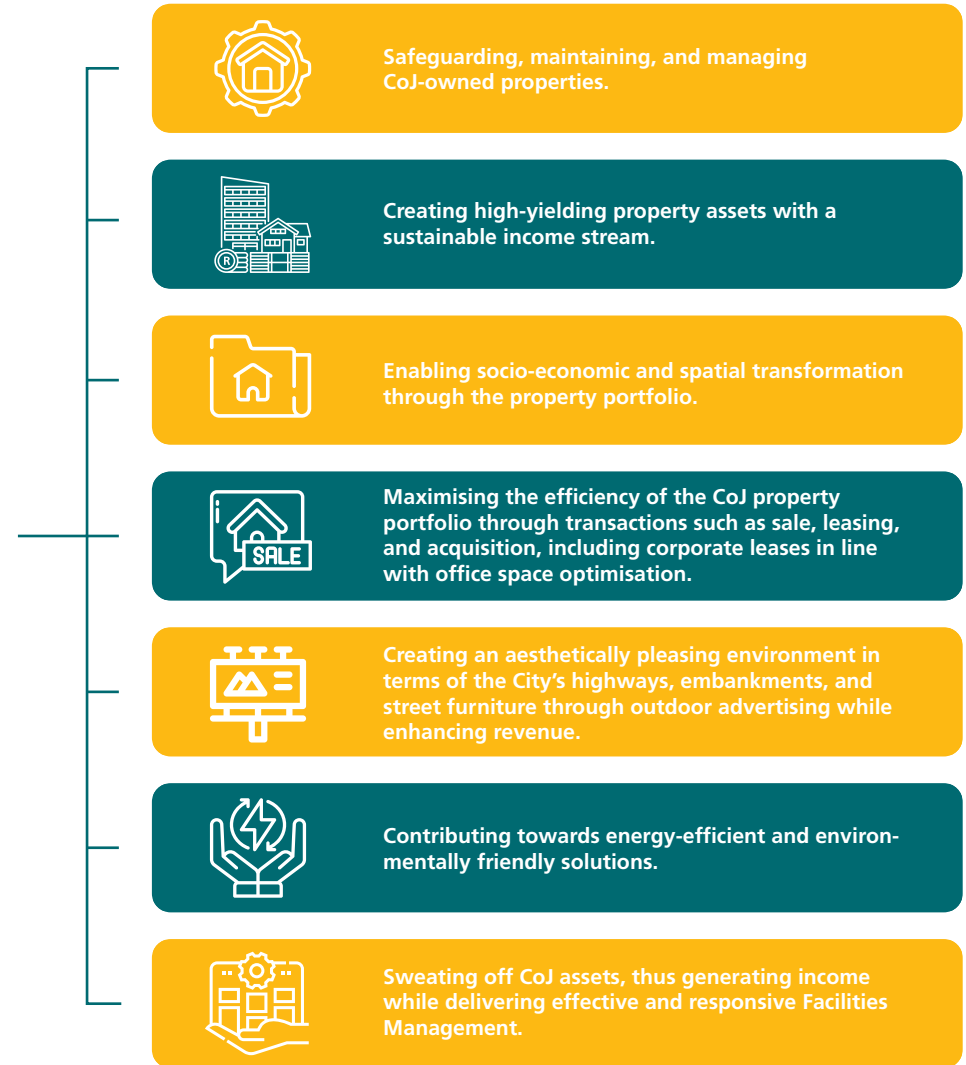 Safeguarding, maintaining, and managing
CoJ-owned properties.
R
Creating high-yielding property assets with a
sustainable income stream.
Enabling socio-economic and spatial transformation
through the property portfolio.
SALE
Maximising the efficiency of the CoJ property
portfolio through transactions such as sale, leasing,
and acquisition, including corporate leases in line
with office space optimisation.
Creating an aesthetically pleasing environment in
terms of the City’s highways, embankments, and
street furniture through outdoor advertising while
enhancing revenue.
Contributing towards energy-efficient and environ-
mentally friendly solutions.
Sweating off CoJ assets, thus generating income
while delivering effective and responsive Facilities
Management.